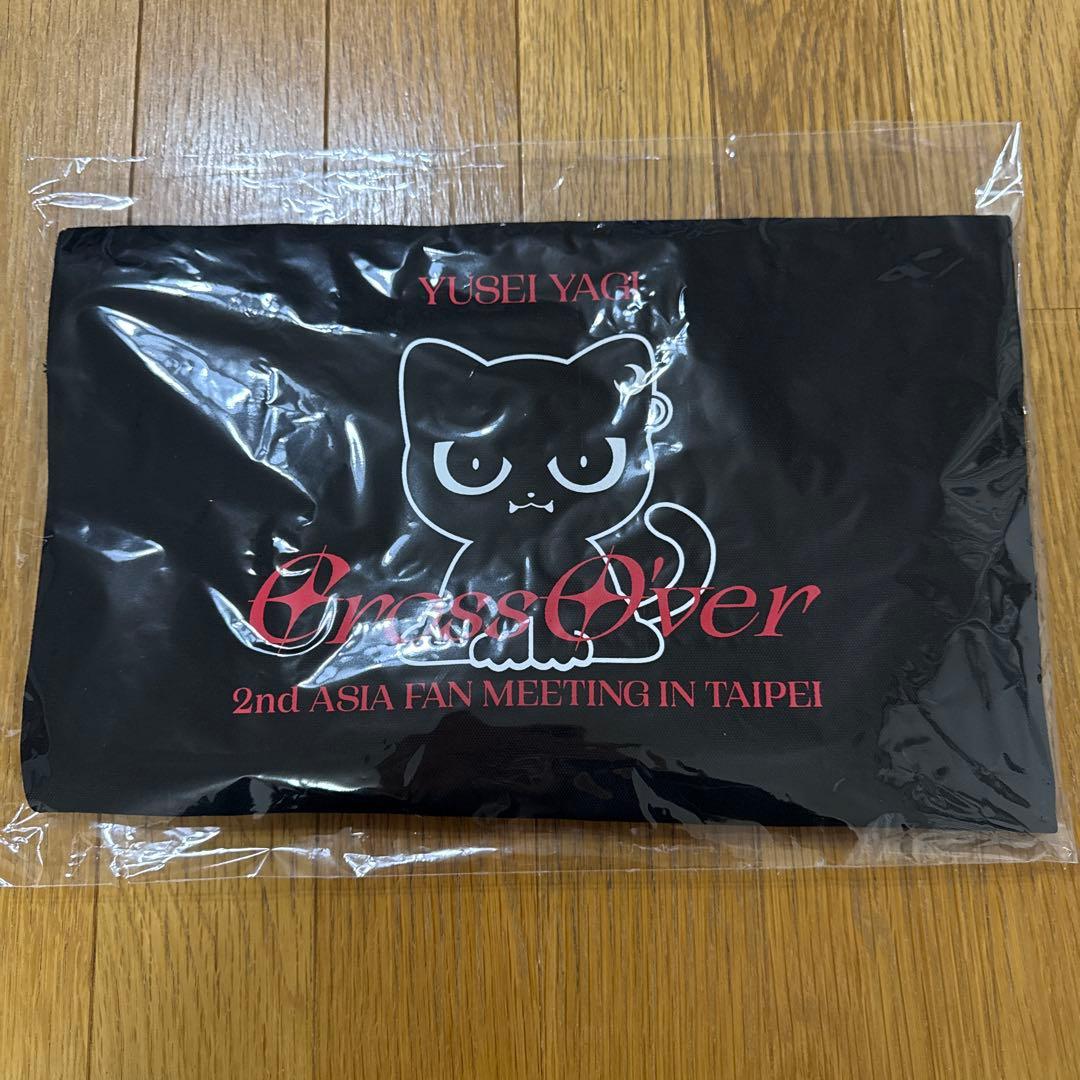 YUSEI YAGI
CrossO'ver
2nd ASIA FAN MEETING IN TAIPEI